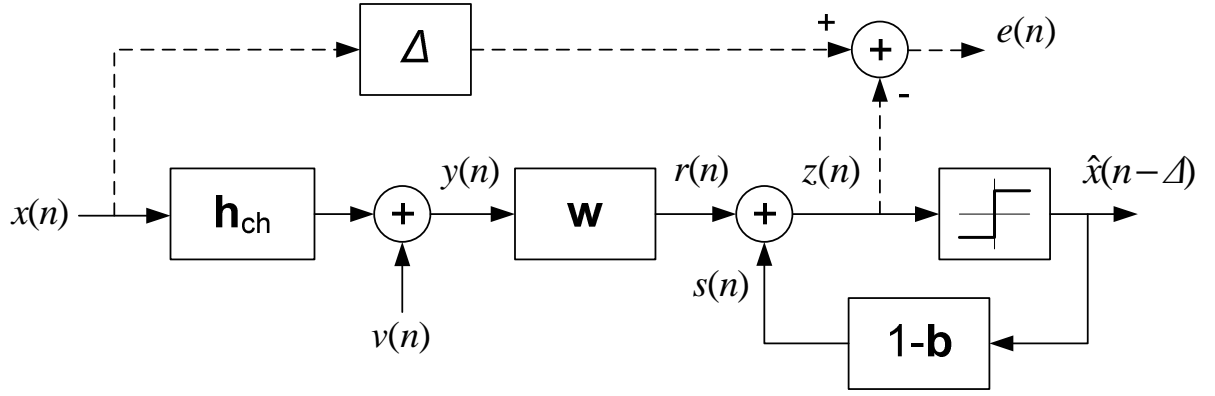 Δ
+
+
-
e(n)
x(n)
h_ch
+
y(n)
w
r(n)
+
z(n)
x̂(n−Δ)
s(n)
v(n)
1-b